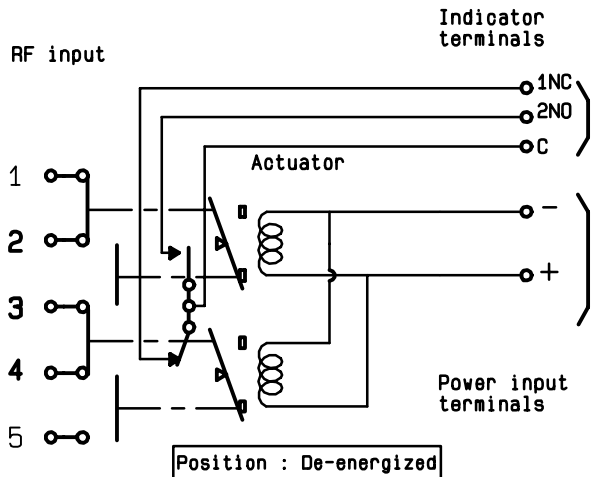 Indicator
terminals
RF input
1NC
2NO
C
Actuator
1
2
3
4
5
-
+
Power input
terminals
Position : De-energized